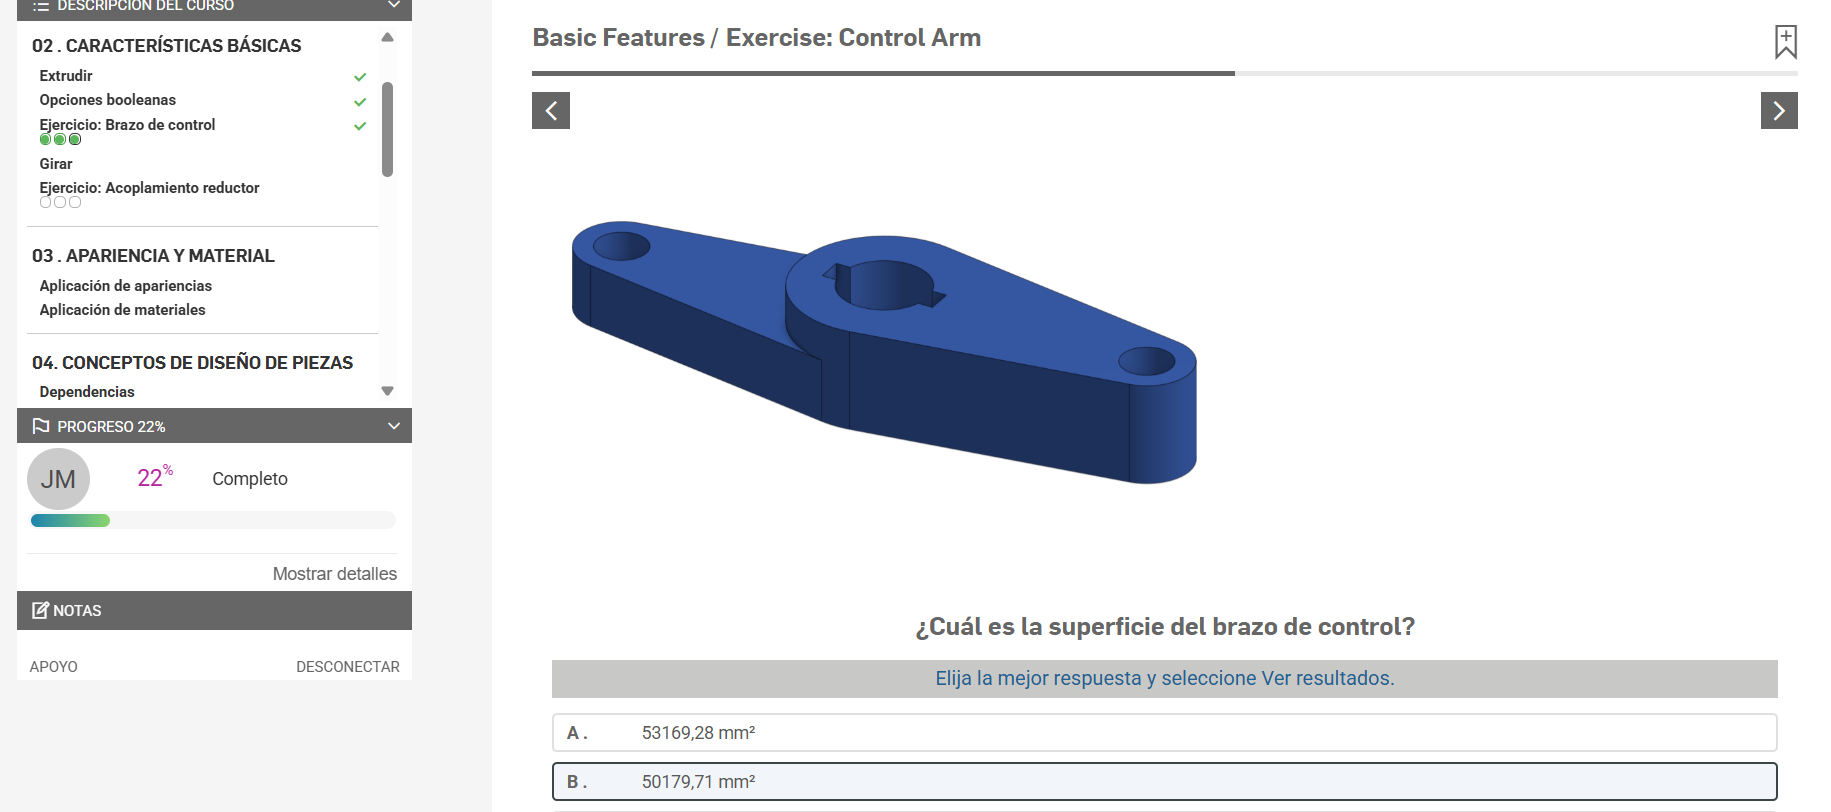 DESCRIPCIÓN DEL CURSO
02 . CARACTERÍSTICAS BÁSICAS
Extrudir
Opciones booleanas
Ejercicio: Brazo de control
Girar
Ejercicio: Acoplamiento reductor
03 . APARIENCIA Y MATERIAL
Aplicación de apariencias
Aplicación de materiales
04. CONCEPTOS DE DISEÑO DE PIEZAS
Dependencias
PROGRESO 22%
JM
22%
Completo
Mostrar detalles
NOTAS
APOYO
DESCONECTAR
Basic Features / Exercise: Control Arm
¿Cuál es la superficie del brazo de control?
Elija la mejor respuesta y seleccione Ver resultados.
A . 53169,28 mm²
B . 50179,71 mm²